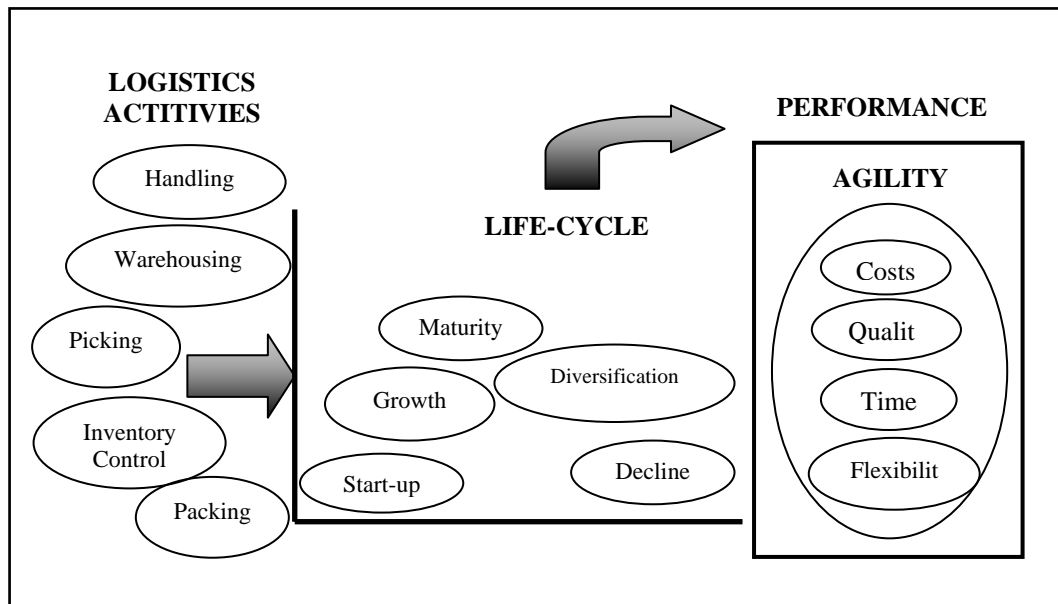 LOGISTICS
ACTITIVIES
Handling
Warehousing
Picking
Inventory
Control
Packing
LIFE-CYCLE
Maturity
Diversification
Growth
Start-up
Decline
PERFORMANCE
AGILITY
Costs
Qualit
Time
Flexibilit